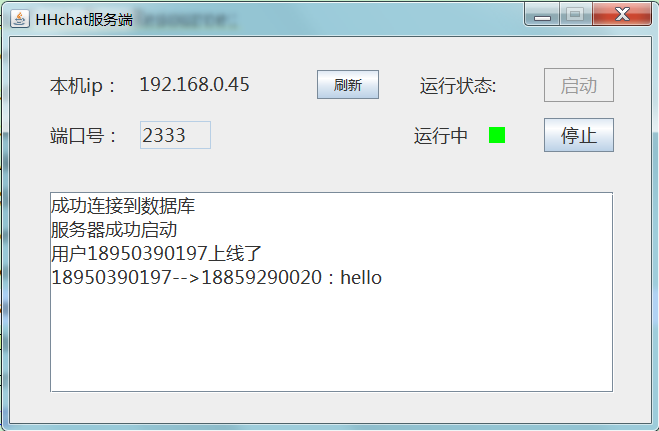 HHchat服务端
本机ip： 192.168.0.45 刷新 运行状态: 启动
端口号： 2333 运行中 停止
成功连接到数据库
服务器成功启动
用户18950390197上线了
18950390197-->18859290020：hello